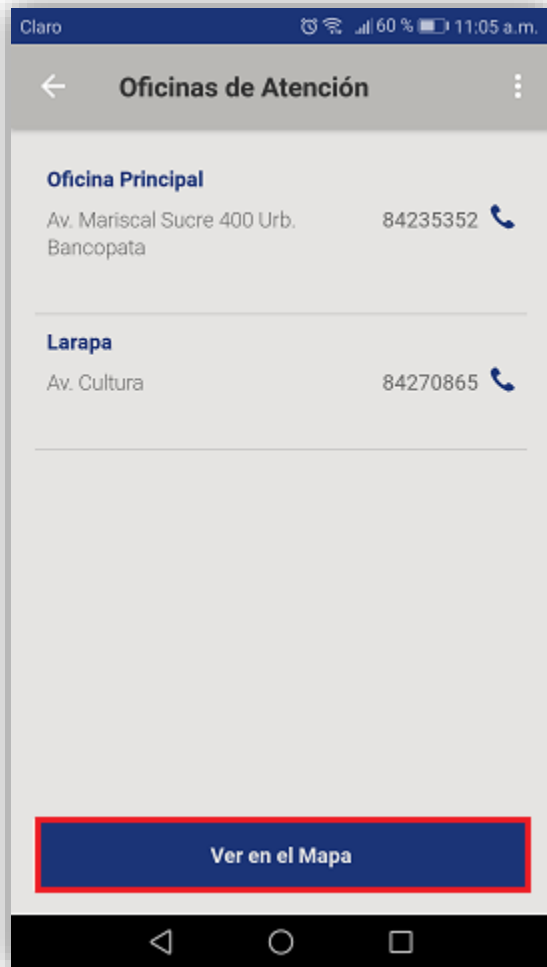 Claro 60 % 11:05 a.m.
Oficinas de Atención
Oficina Principal
Av. Mariscal Sucre 400 Urb. 84235352
Bancopata
Larapa
Av. Cultura 84270865
Ver en el Mapa